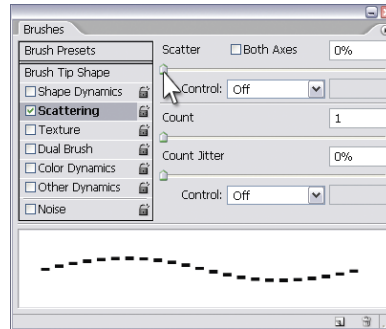 Brushes
Brush Presets
Scatter Both Axes 0%
Brush Tip Shape
Shape Dynamics
Control: Off
Scattering
Count 1
Texture
Dual Brush
Count Jitter 0%
Color Dynamics
Other Dynamics
Control: Off
Noise